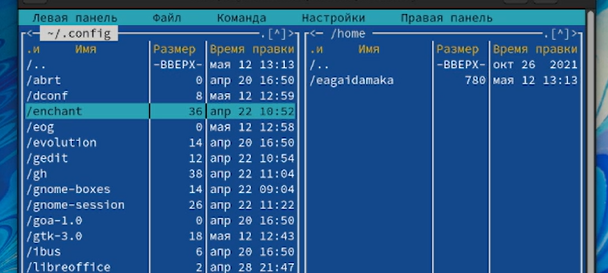 Левая панель Файл Команда Настройки Правая панель
<─ ~/.config .[^]>
.и Имя Размер Время правки
/.. -ВВЕРХ- мая 12 13:13
/abrt 0 апр 20 16:50
/dconf 8 мая 12 12:59
/enchant 36 апр 22 10:52
/eog 0 мая 12 12:58
/evolution 14 апр 20 16:50
/gedit 12 апр 22 10:54
/gh 38 апр 22 11:04
/gnome-boxes 14 апр 22 09:04
/gnome-session 26 апр 22 11:22
/goa-1.0 0 апр 20 16:50
/gtk-3.0 18 мая 12 12:43
/ibus 6 апр 20 16:50
/libreoffice 2 апр 28 21:47
<─ /home .[^]>
.и Имя Размер Время правки
/.. -ВВЕРХ- окт 26 2021
/eagaidamaka 780 мая 12 13:13